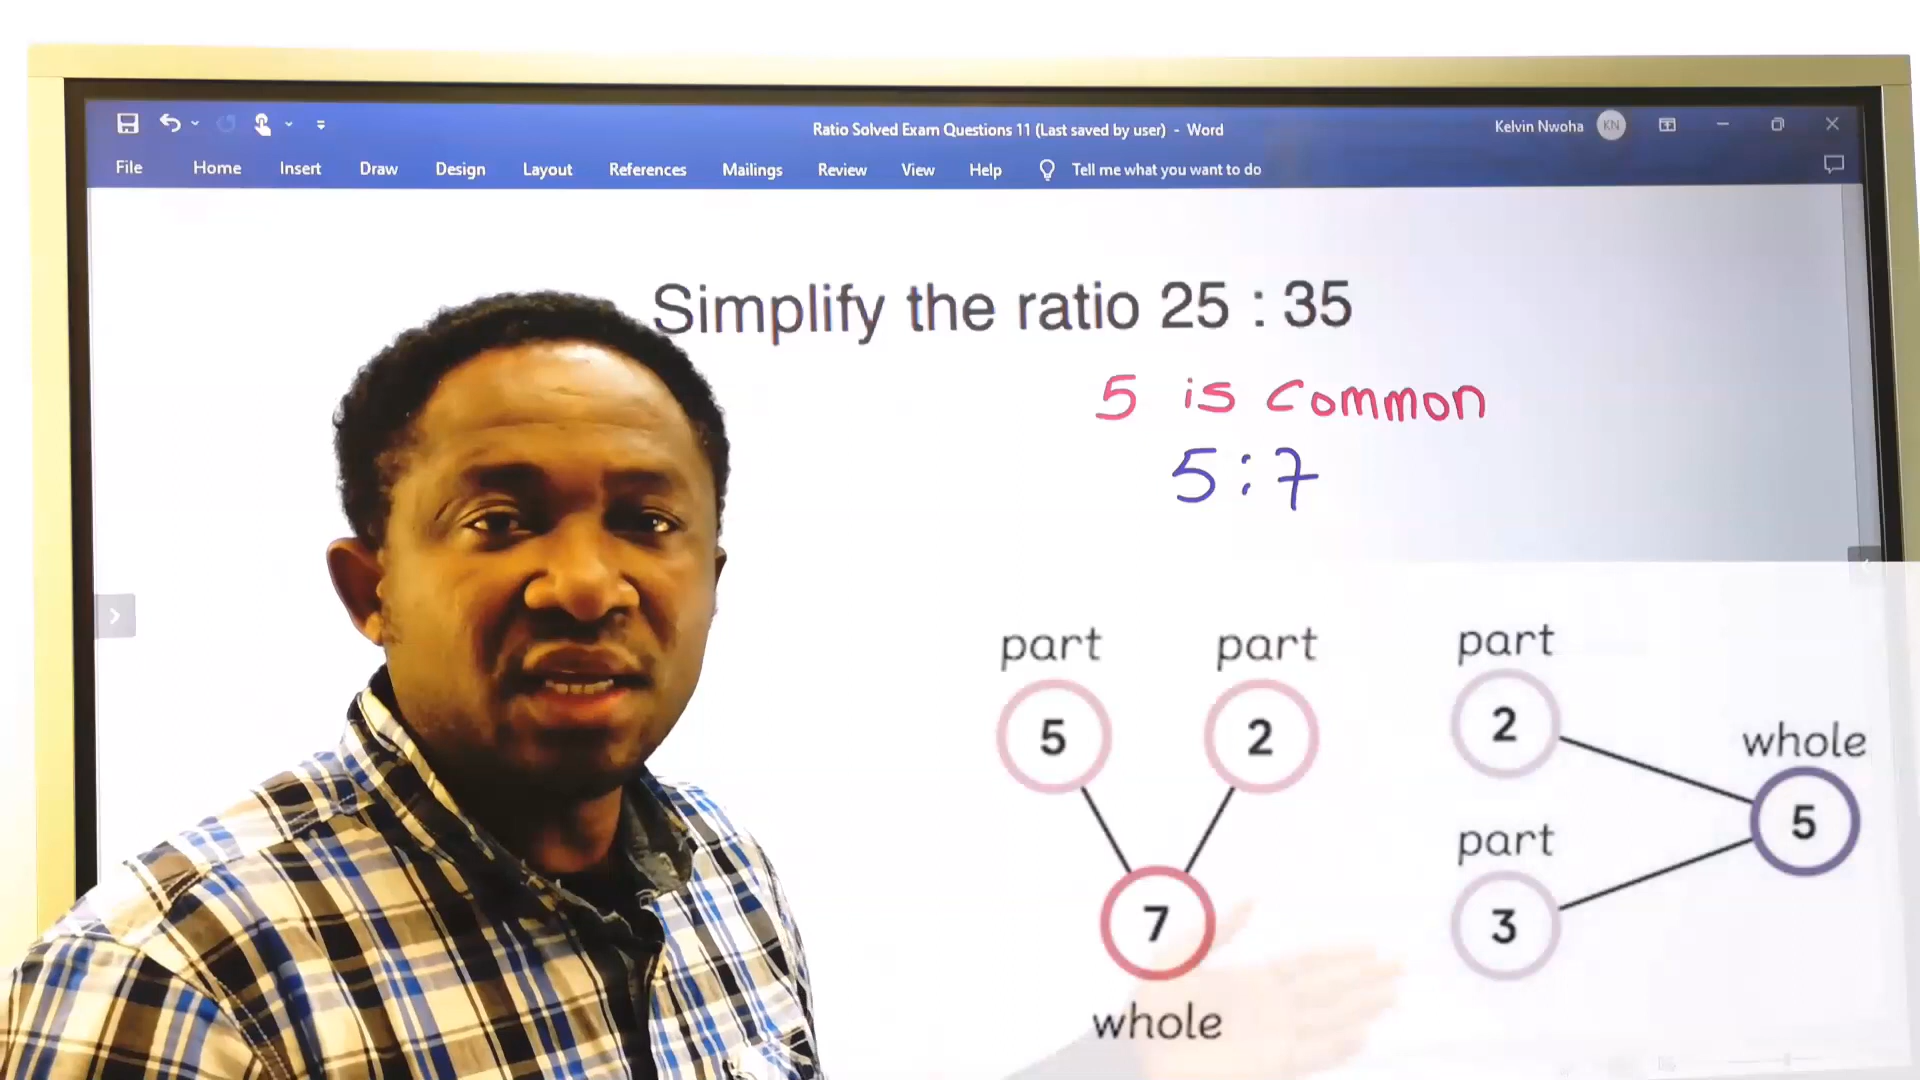 Ratio Solved Exam Questions 11 (Last saved by user) - Word
Kelvin Nwoha KN
File Home Insert Draw Design Layout References Mailings Review View Help Tell me what you want to do
Simplify the ratio 25 : 35
5 is common
5 : 7
part part
5 2
7
whole
part
2
whole
5
part
3